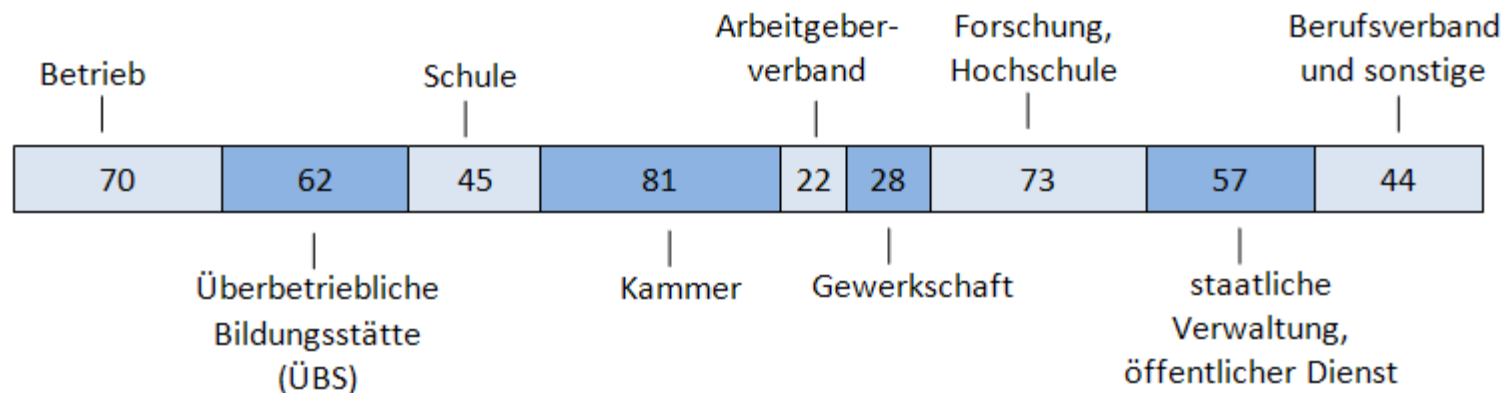 Betrieb
Schule
Arbeitgeber-
verband
Forschung,
Hochschule
Berufsverband
und sonstige
70
62
45
81
22
28
73
57
44
Überbetriebliche
Bildungsstätte
(ÜBS)
Kammer
Gewerkschaft
staatliche
Verwaltung,
öffentlicher Dienst